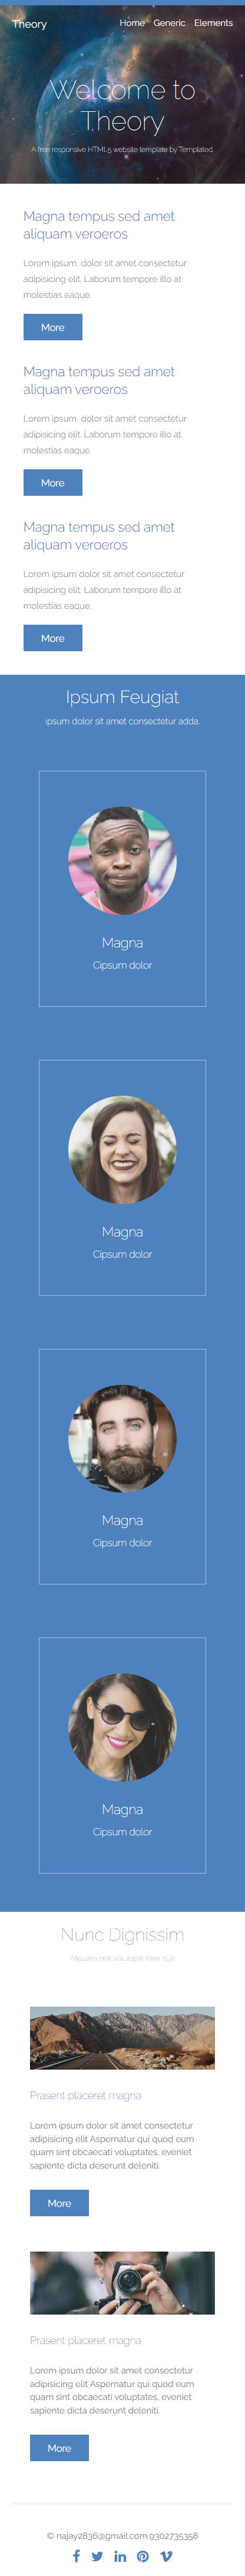 Theory
Home Generic Elements
Welcome to
Theory
A free responsive HTML5 website template by Templated.
Magna tempus sed amet
aliquam veroeros
Lorem ipsum, dolor sit amet consectetur
adipisicing elit. Laborum tempore illo at
molestias eaque.
More
Magna tempus sed amet
aliquam veroeros
Lorem ipsum, dolor sit amet consectetur
adipisicing elit. Laborum tempore illo at
molestias eaque.
More
Magna tempus sed amet
aliquam veroeros
Lorem ipsum dolor sit amet consectetur
adipisicing elit. Laborum tempore illo at
molestias eaque.
More
Ipsum Feugiat
ipsum dolor sit amet consectetur adda.
Magna
Cipsum dolor
Magna
Cipsum dolor
Magna
Cipsum dolor
Magna
Cipsum dolor
Nunc Dignissim
Aliquam erat volutpat nam dui
Prasent placeret magna
Lorem ipsum dolor sit amet consectetur
adipisicing elit Aspernatur qui quod eum
quam sint obcaecati voluptates, eveniet
sapiente dicta deserunt deleniti.
More
Prasent placeret magna
Lorem ipsum dolor sit amet consectetur
adipisicing elit Aspernatur qui quod eum
quam sint obcaecati voluptates, eveniet
sapiente dicta deserunt deleniti.
More
© najay2836@gmail.com.9302735358